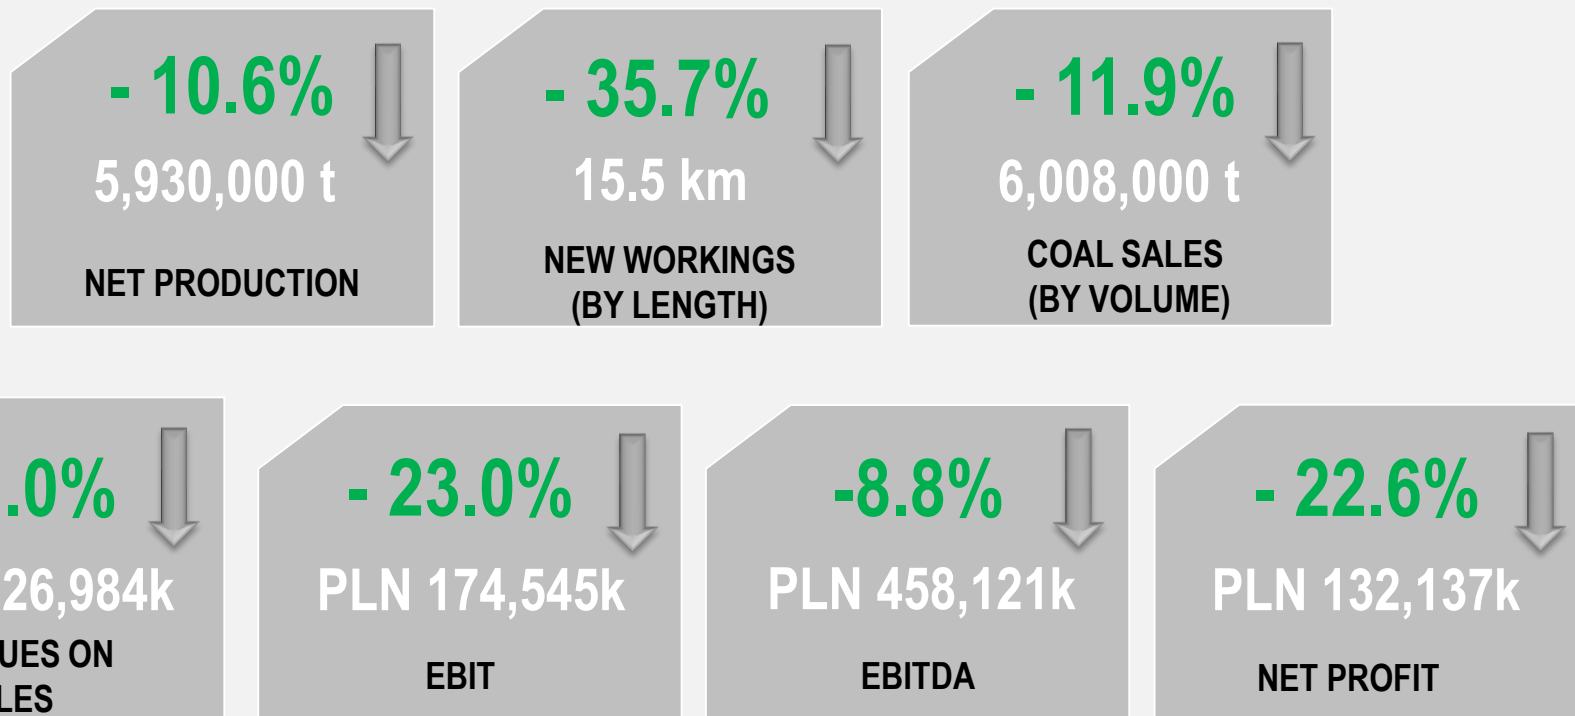 - 10.6%
5,930,000 t
NET PRODUCTION
- 35.7%
15.5 km
NEW WORKINGS
(BY LENGTH)
- 11.9%
6,008,000 t
COAL SALES
(BY VOLUME)
.0%
26,984k
UES ON
LES
- 23.0%
PLN 174,545k
EBIT
-8.8%
PLN 458,121k
EBITDA
- 22.6%
PLN 132,137k
NET PROFIT